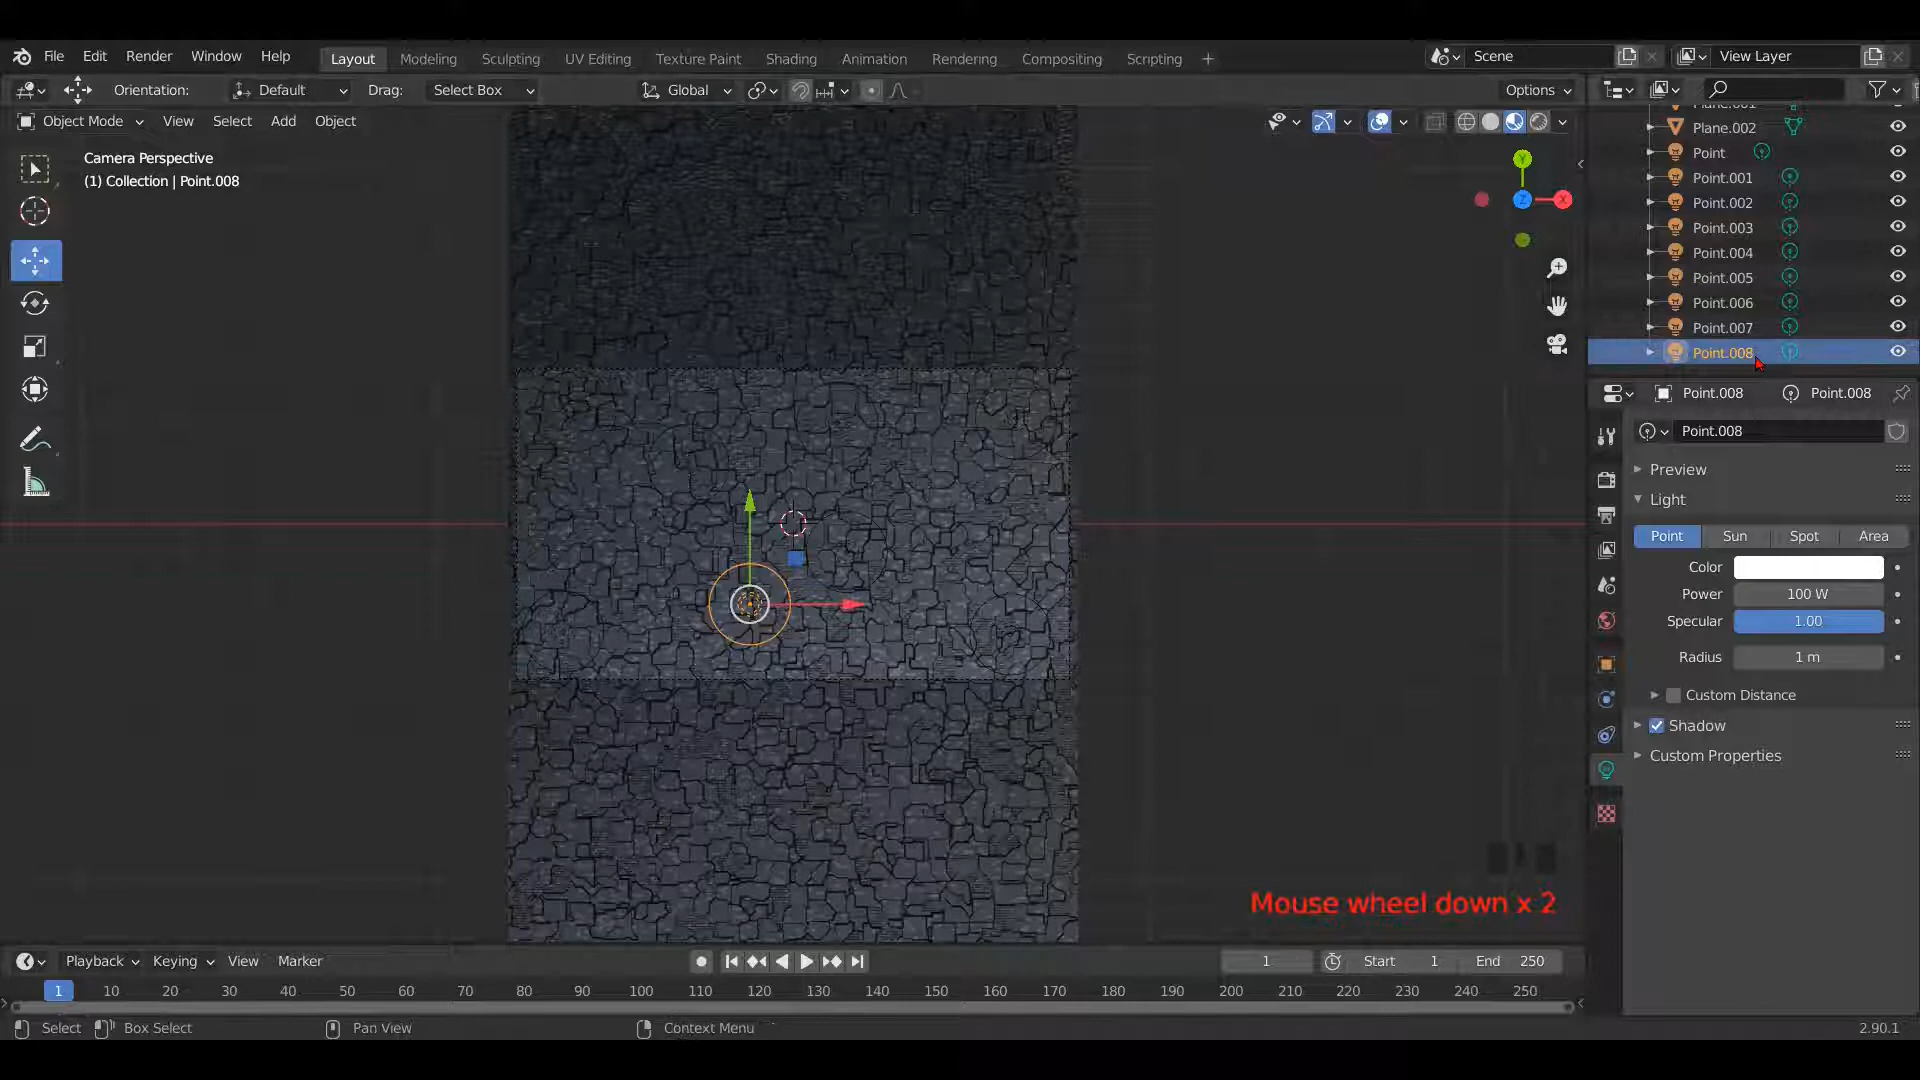 File Edit Render Window Help Layout Modeling Sculpting UV Editing Texture Paint Shading Animation Rendering Compositing Scripting + Scene View Layer
Orientation: Default Drag: Select Box Global Options
Object Mode View Select Add Object
Camera Perspective
(1) Collection | Point.008
Y
Z X
Plane.001
Plane.002
Point
Point.001
Point.002
Point.003
Point.004
Point.005
Point.006
Point.007
Point.008
Point.008 Point.008
Point.008
Preview
Light
Point Sun Spot Area
Color
Power 100 W
Specular 1.00
Radius 1 m
Custom Distance
Shadow
Custom Properties
Mouse wheel down x 2
Playback Keying View Marker 1 Start 1 End 250
1 10 20 30 40 50 60 70 80 90 100 110 120 130 140 150 160 170 180 190 200 210 220 230 240 250
Select Box Select Pan View Context Menu 2.90.1